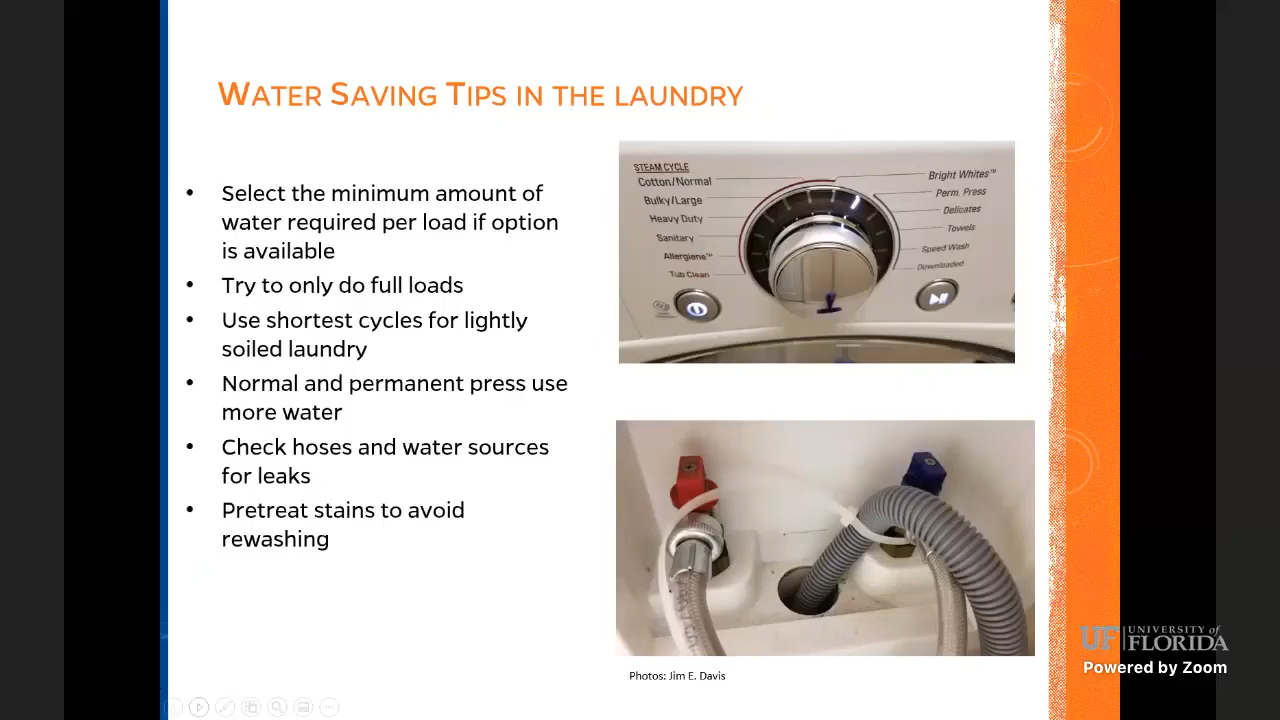 WATER SAVING TIPS IN THE LAUNDRY
• Select the minimum amount of
water required per load if option
is available
• Try to only do full loads
• Use shortest cycles for lightly
soiled laundry
• Normal and permanent press use
more water
• Check hoses and water sources
for leaks
• Pretreat stains to avoid
rewashing
STEAM CYCLE
Cotton/Normal
Bulky/Large
Heavy Duty
Sanitary
Allergiene™
Tub Clean
Bright Whites™
Perm. Press
Delicates
Towels
Speed Wash
Downloaded
Photos: Jim E. Davis
UF UNIVERSITY of
FLORIDA
Powered by Zoom